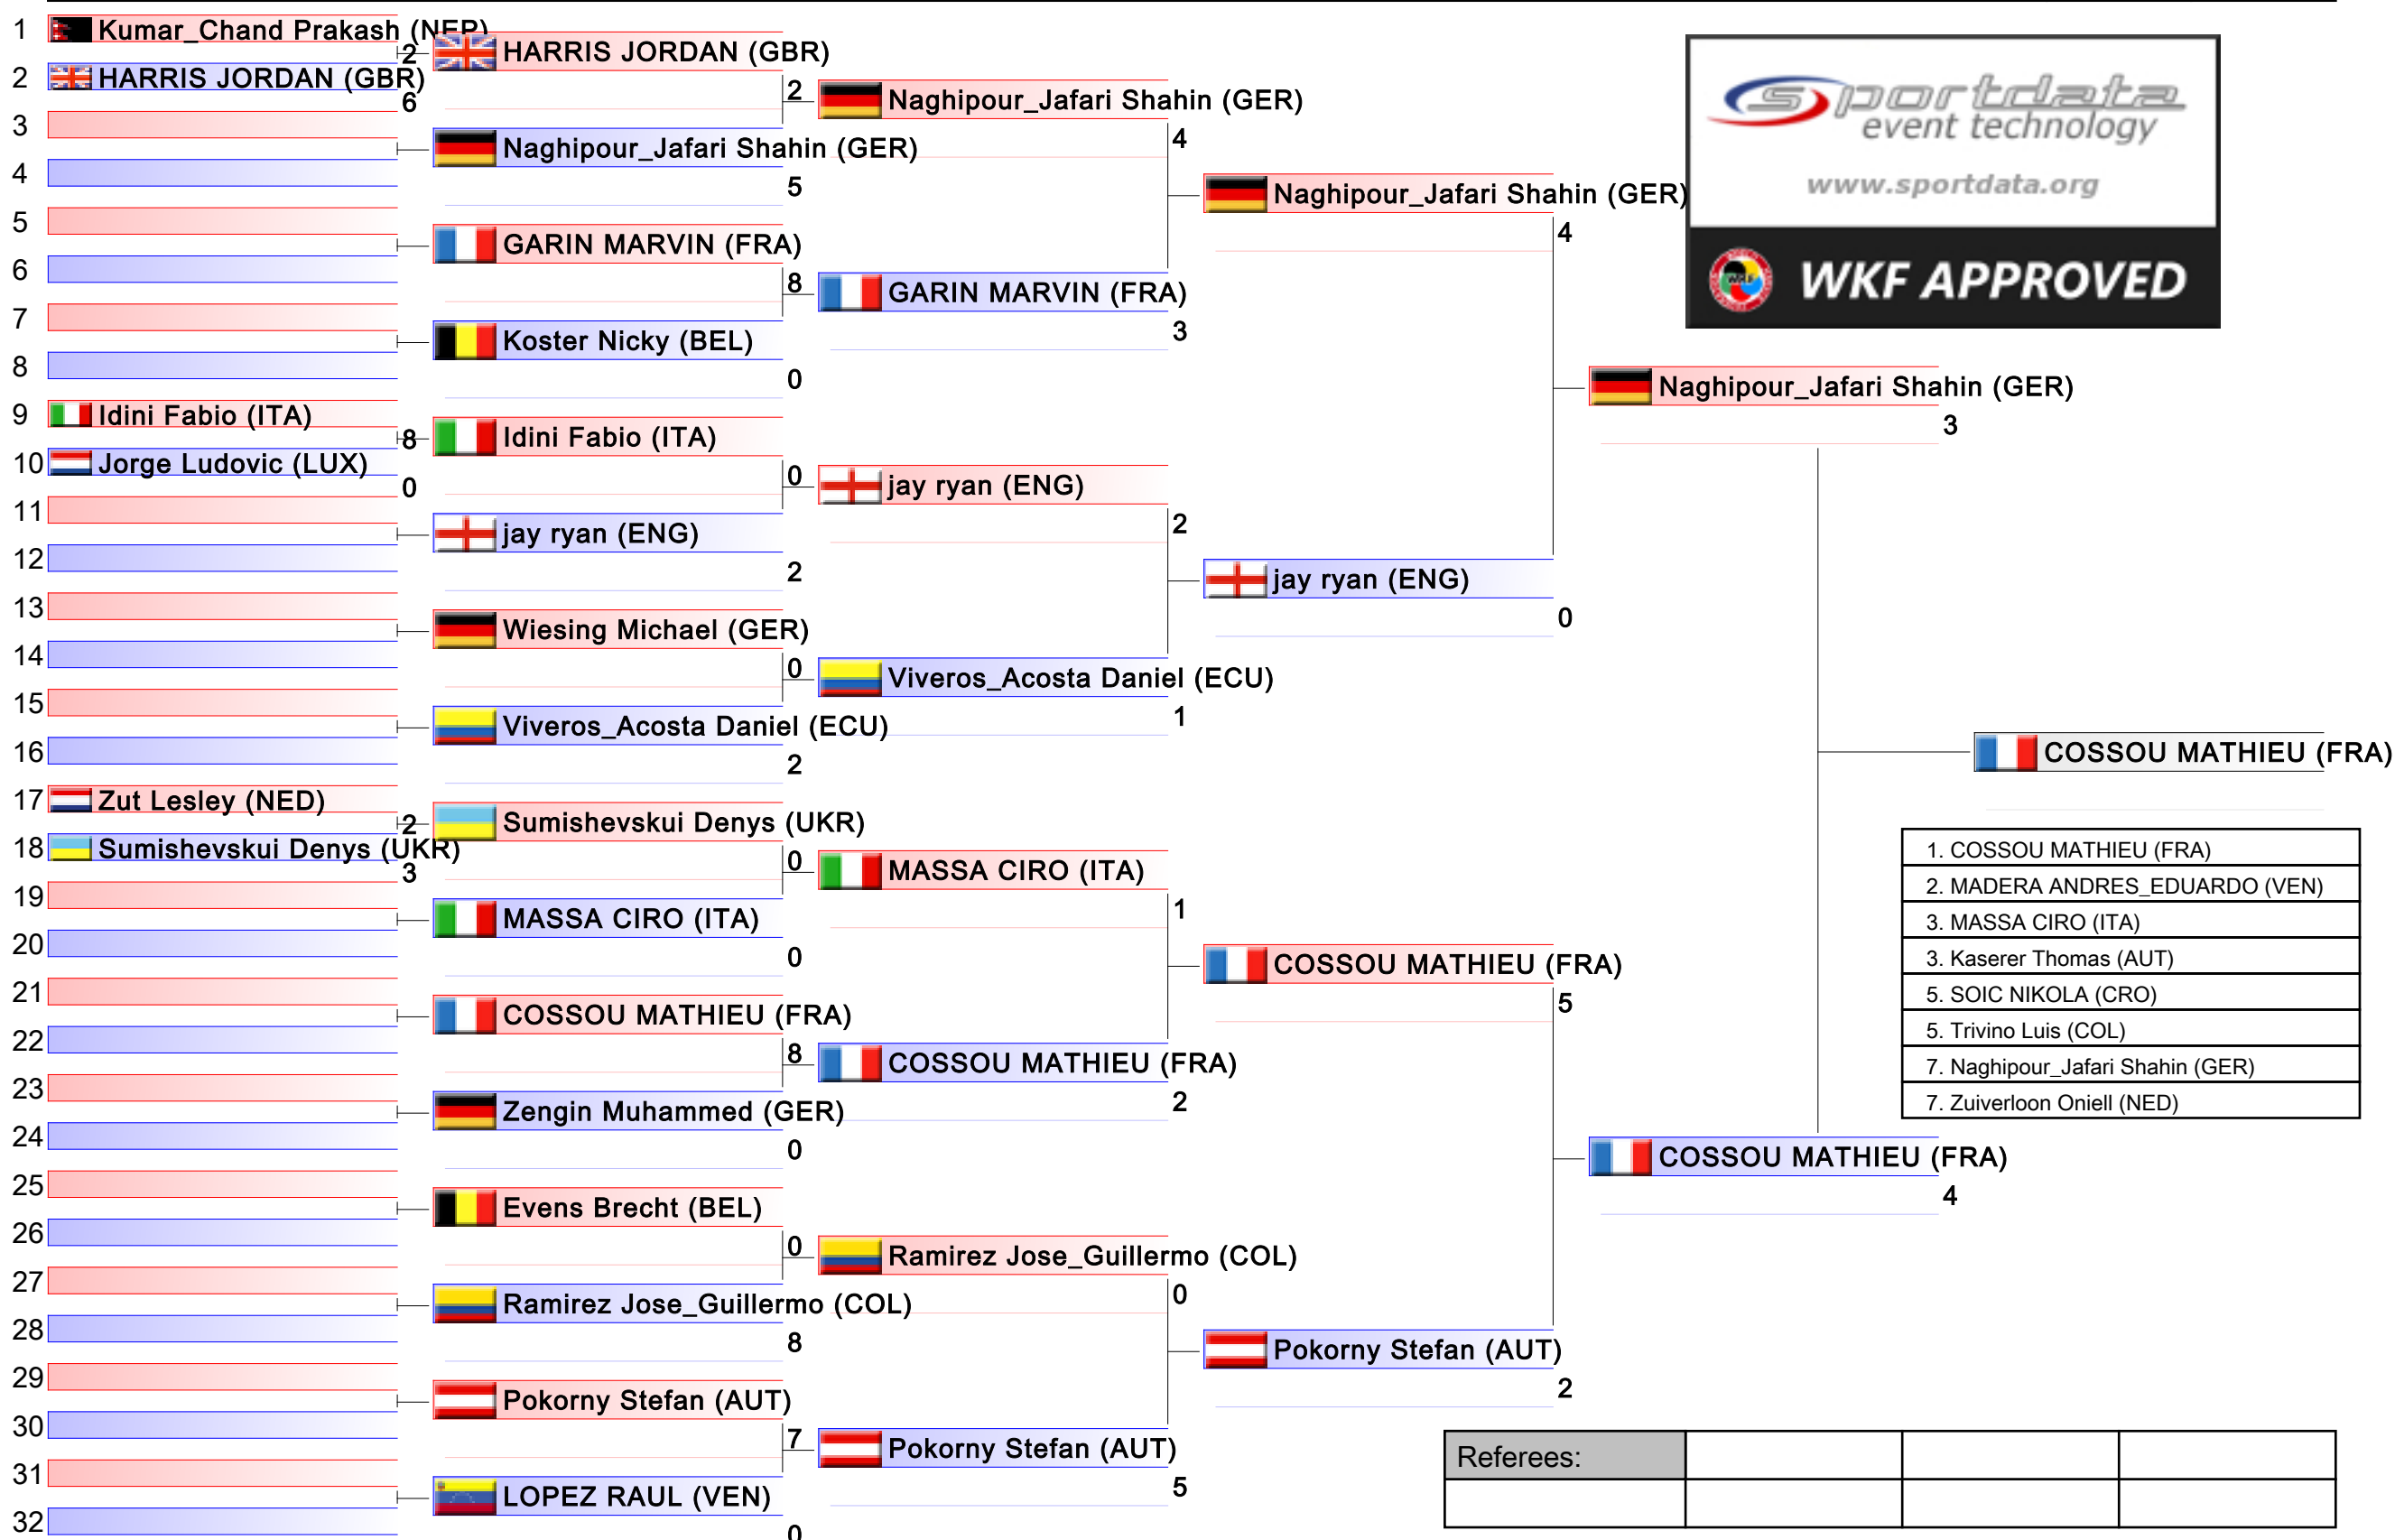 1 Kumar_Chand Prakash (NEP)
2
2 HARRIS JORDAN (GBR)
6
3
4
5
6
7
8
9 Idini Fabio (ITA)
8
10 Jorge Ludovic (LUX)
0
11
12
13
14
15
16
17 Zut Lesley (NED)
2
18 Sumishevskui Denys (UKR)
3
19
20
21
22
23
24
25
26
27
28
29
30
31
32
HARRIS JORDAN (GBR)
2
Naghipour_Jafari Shahin (GER)
5
GARIN MARVIN (FRA)
8
Koster Nicky (BEL)
0
Idini Fabio (ITA)
0
jay ryan (ENG)
2
Wiesing Michael (GER)
0
Viveros_Acosta Daniel (ECU)
2
Sumishevskui Denys (UKR)
0
MASSA CIRO (ITA)
0
COSSOU MATHIEU (FRA)
8
Zengin Muhammed (GER)
0
Evens Brecht (BEL)
0
Ramirez Jose_Guillermo (COL)
8
Pokorny Stefan (AUT)
7
LOPEZ RAUL (VEN)
0
Naghipour_Jafari Shahin (GER)
4
GARIN MARVIN (FRA)
3
jay ryan (ENG)
2
Viveros_Acosta Daniel (ECU)
1
MASSA CIRO (ITA)
1
COSSOU MATHIEU (FRA)
2
Ramirez Jose_Guillermo (COL)
0
Pokorny Stefan (AUT)
5
Naghipour_Jafari Shahin (GER)
4
jay ryan (ENG)
0
COSSOU MATHIEU (FRA)
5
Pokorny Stefan (AUT)
2
Naghipour_Jafari Shahin (GER)
3
COSSOU MATHIEU (FRA)
4
COSSOU MATHIEU (FRA)
sportdata
event technology
www.sportdata.org
WKF
WKF APPROVED
1. COSSOU MATHIEU (FRA)
2. MADERA ANDRES_EDUARDO (VEN)
3. MASSA CIRO (ITA)
3. Kaserer Thomas (AUT)
5. SOIC NIKOLA (CRO)
5. Trivino Luis (COL)
7. Naghipour_Jafari Shahin (GER)
7. Zuiverloon Oniell (NED)
Referees: